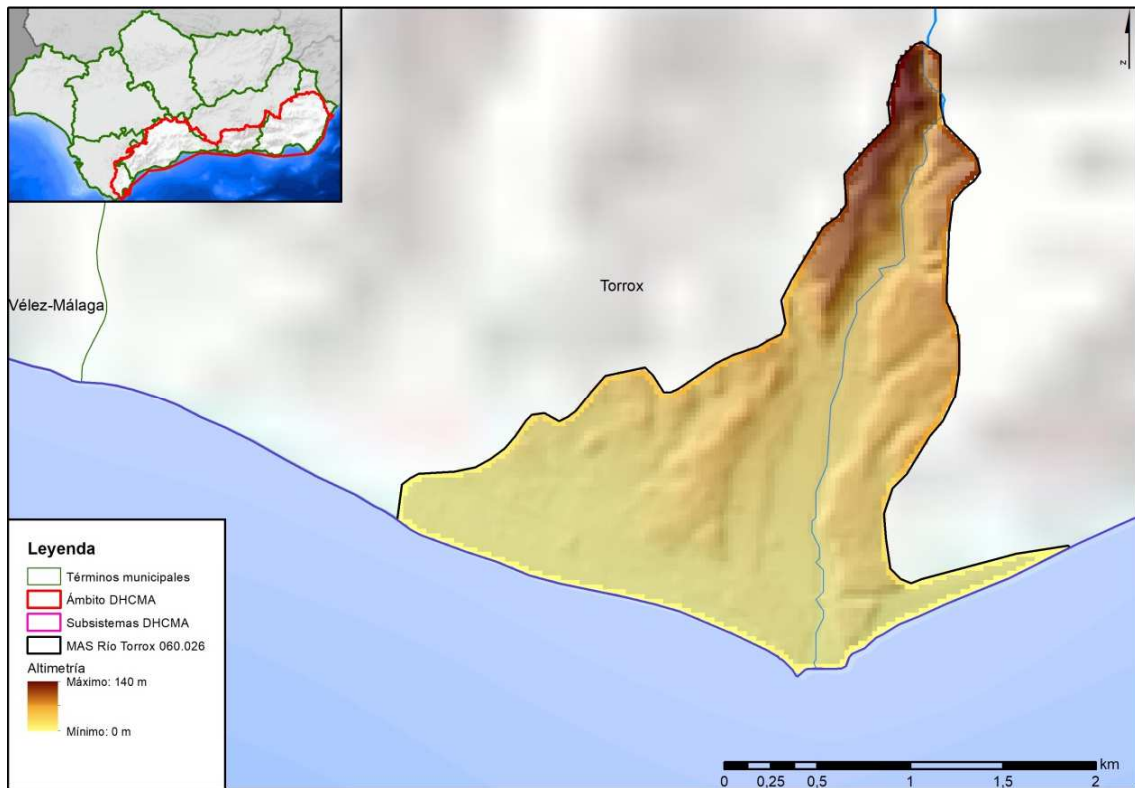 z
Vélez-Málaga
Torrox
Leyenda
Términos municipales
Ámbito DHCMA
Subsistemas DHCMA
MAS Río Torrox 060.026
Altimetría
Máximo: 140 m
Mínimo: 0 m
km
0 0,25 0,5 1 1,5 2